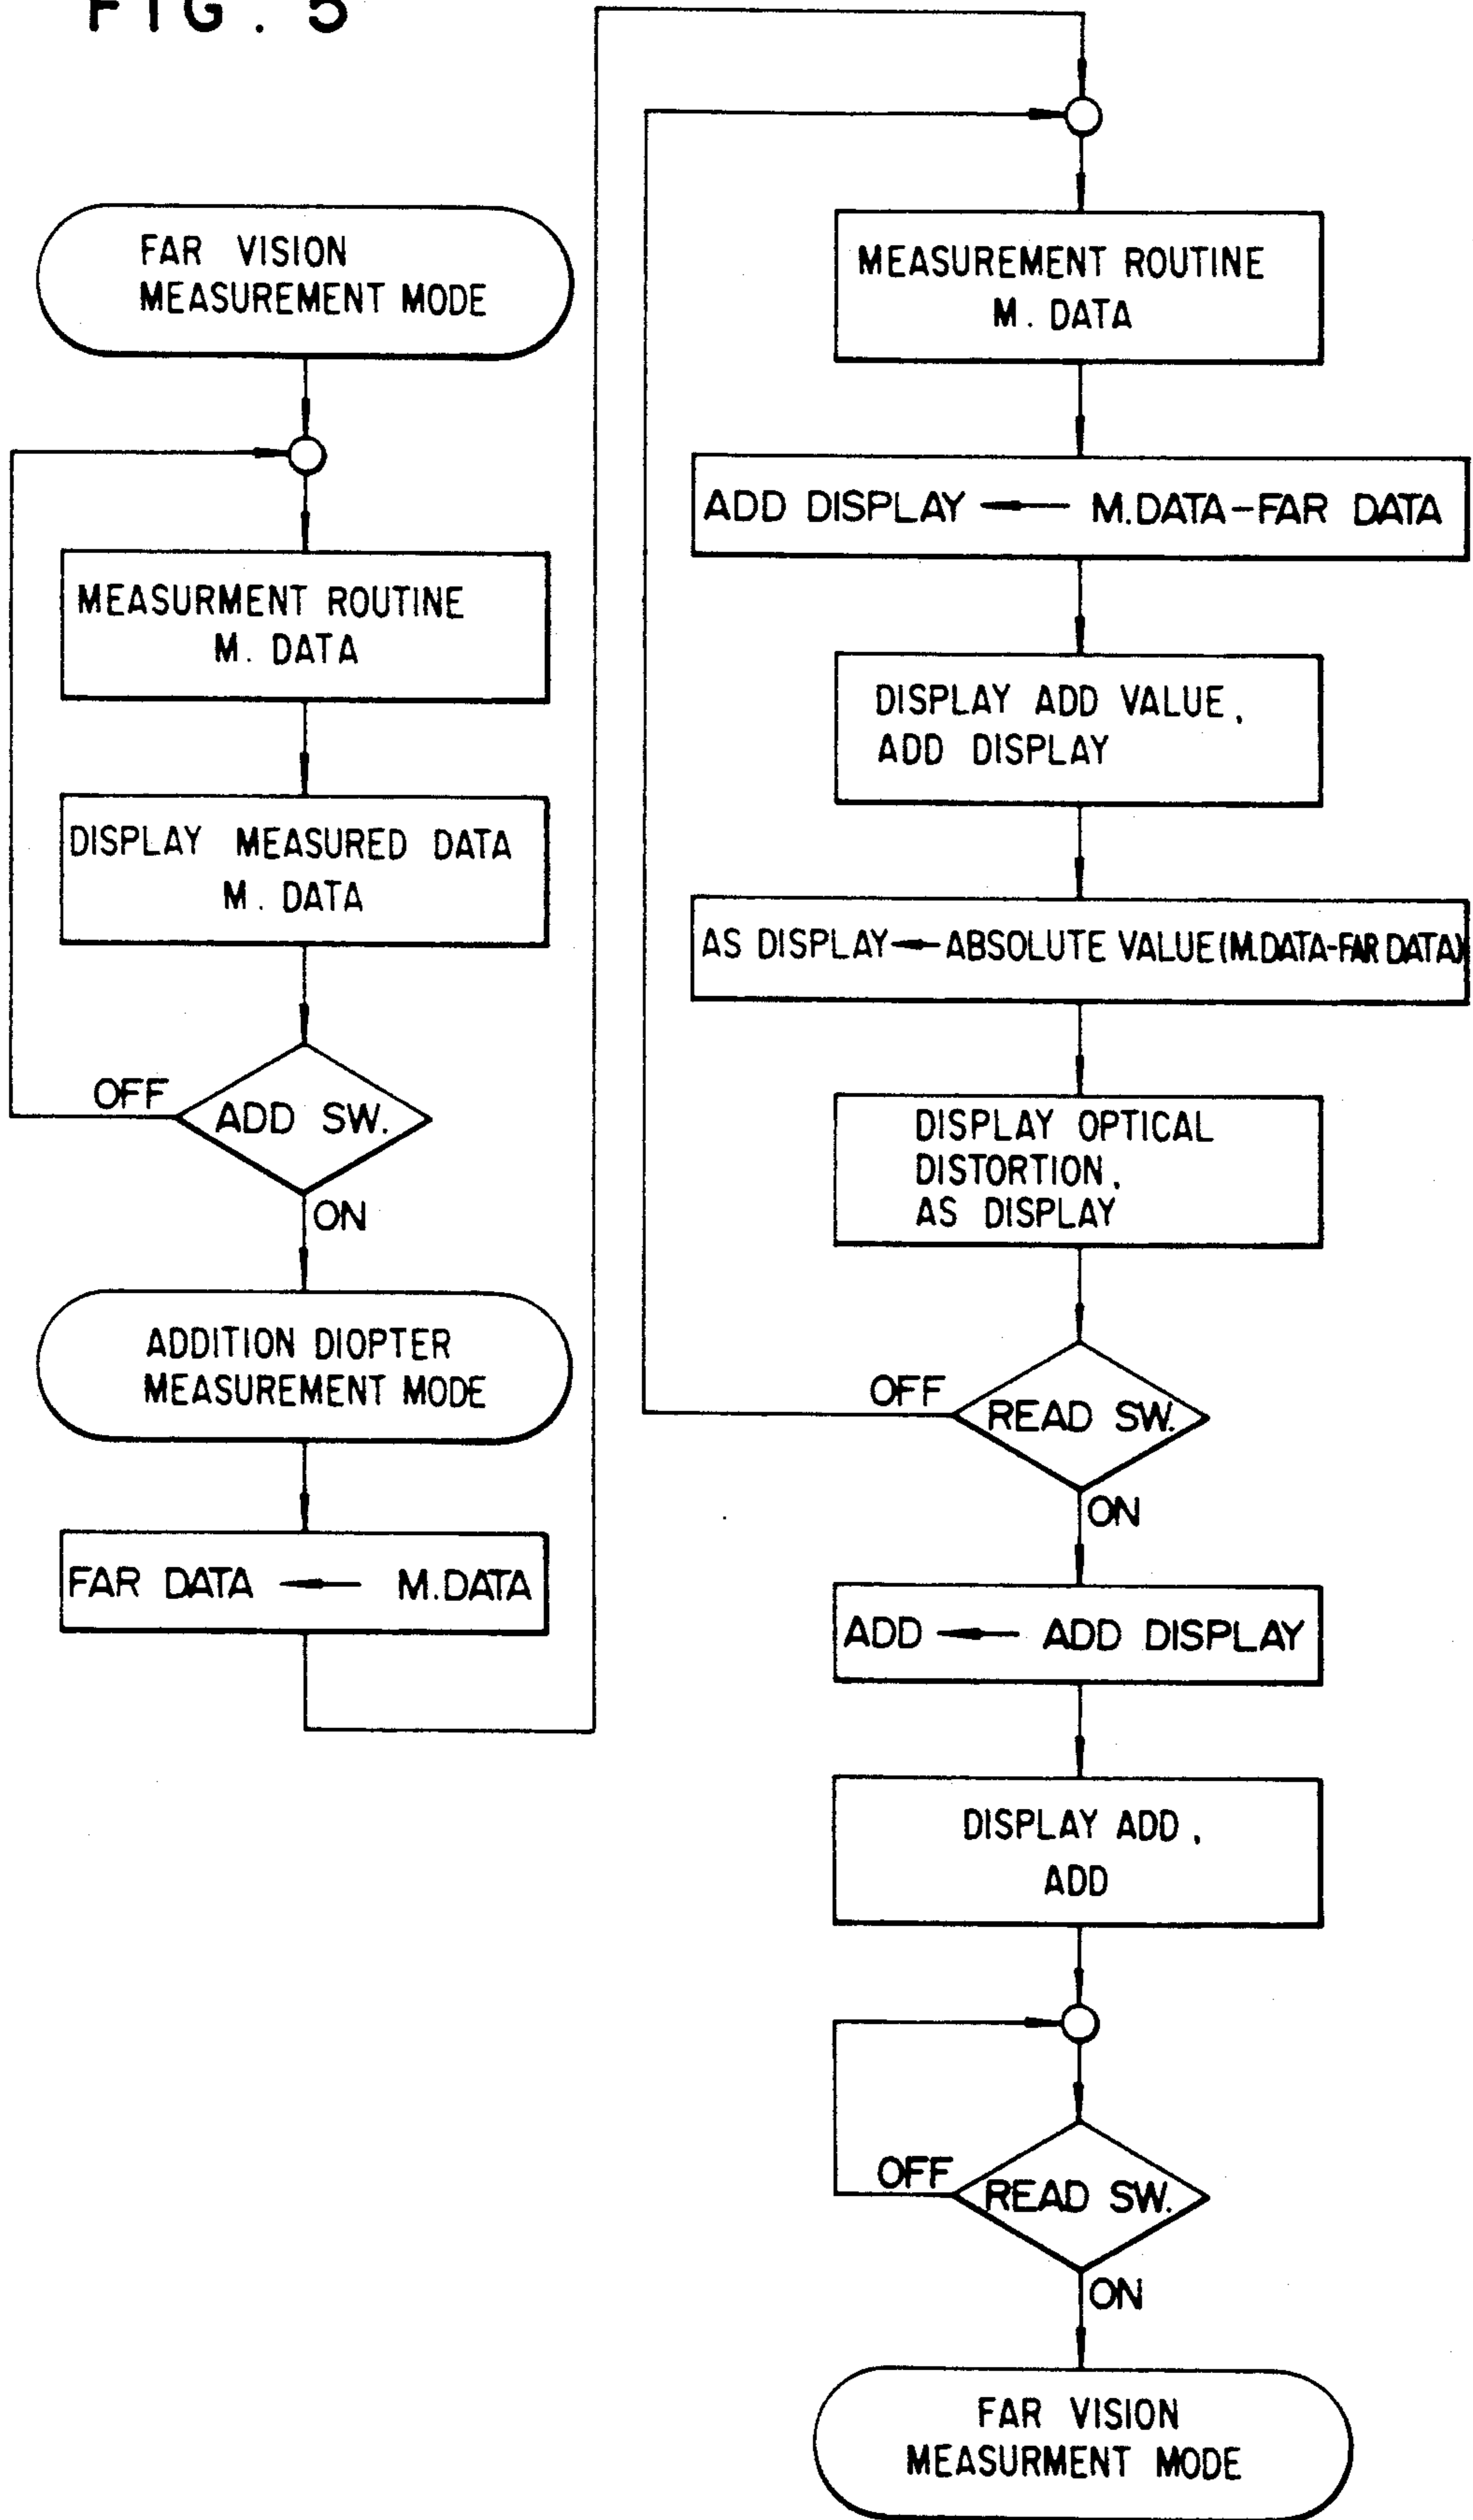 FIG. 5
FAR VISION
MEASUREMENT MODE
MEASURMENT ROUTINE
M. DATA
DISPLAY MEASURED DATA
M. DATA
OFF
ADD SW.
ON
ADDITION DIOPTER
MEASUREMENT MODE
FAR DATA ← M.DATA
MEASUREMENT ROUTINE
M. DATA
ADD DISPLAY ← M.DATA-FAR DATA
DISPLAY ADD VALUE,
ADD DISPLAY
AS DISPLAY ← ABSOLUTE VALUE (M.DATA-FAR DATA)
DISPLAY OPTICAL
DISTORTION,
AS DISPLAY
OFF
READ SW.
ON
ADD ← ADD DISPLAY
DISPLAY ADD,
ADD
OFF
READ SW.
ON
FAR VISION
MEASURMENT MODE